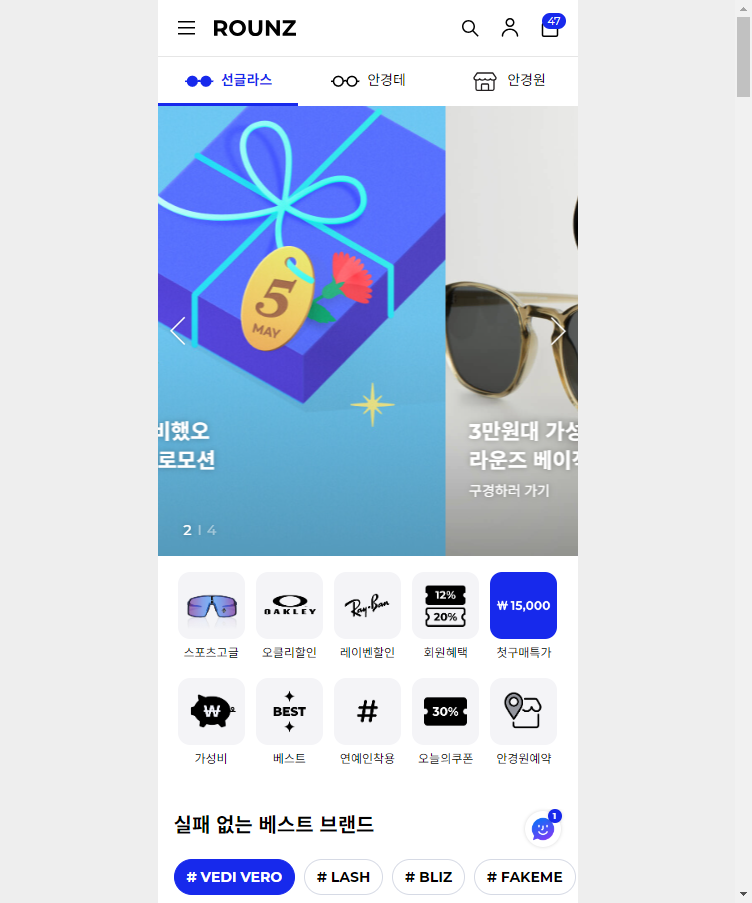 ROUNZ
47
선글라스
안경테
안경원
5
MAY
비했오
로모션
3만원대 가성
라운즈 베이직
구경하러 가기
2 | 4
OAKLEY
Ray-Ban
12%
20%
₩ 15,000
스포츠고글
오클리할인
레이벤할인
회원혜택
첫구매특가
₩
BEST
#
30%
가성비
베스트
연예인착용
오늘의쿠폰
안경원예약
실패 없는 베스트 브랜드
1
# VEDI VERO
# LASH
# BLIZ
# FAKEME